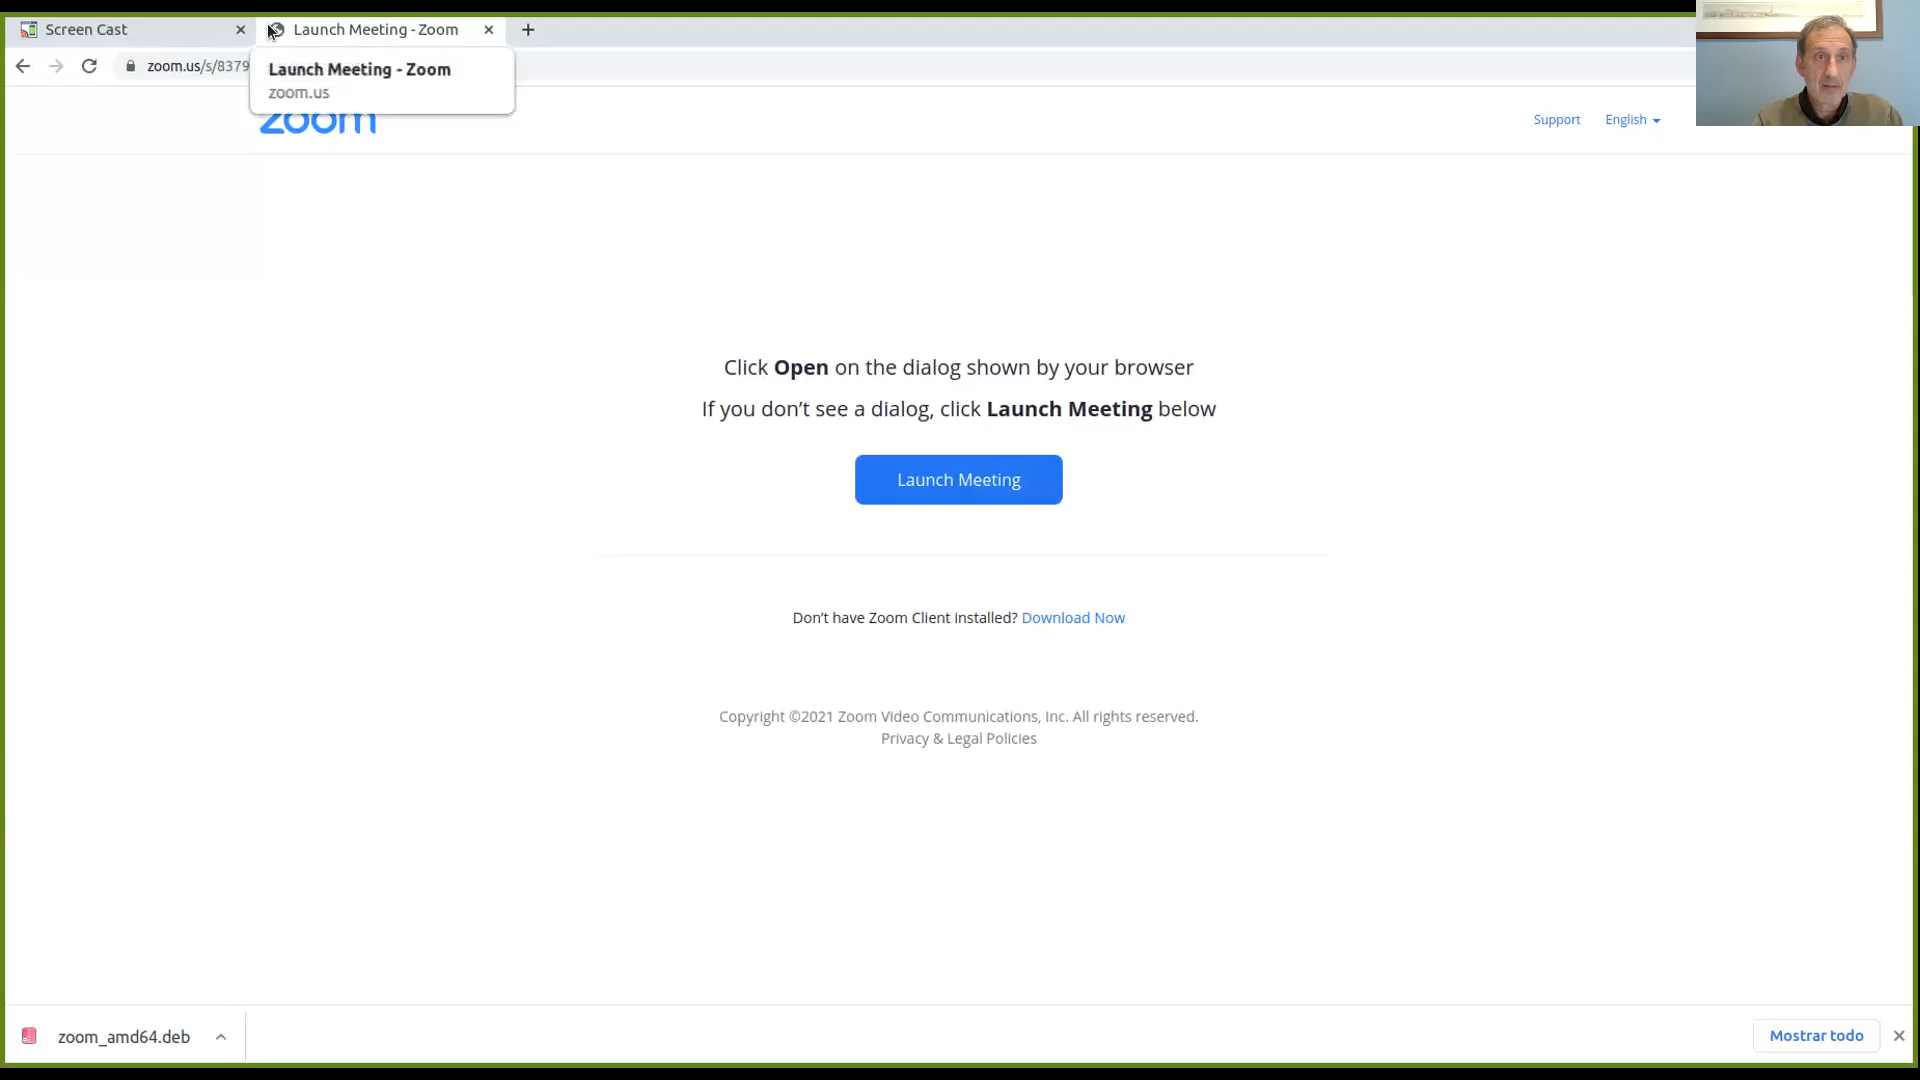 Screen Cast
Launch Meeting - Zoom
zoom.us/s/8379
Launch Meeting - Zoom
zoom.us
zoom
Support
English
Click Open on the dialog shown by your browser
If you don’t see a dialog, click Launch Meeting below
Launch Meeting
Don’t have Zoom Client installed? Download Now
Copyright ©2021 Zoom Video Communications, Inc. All rights reserved.
Privacy & Legal Policies
zoom_amd64.deb
Mostrar todo